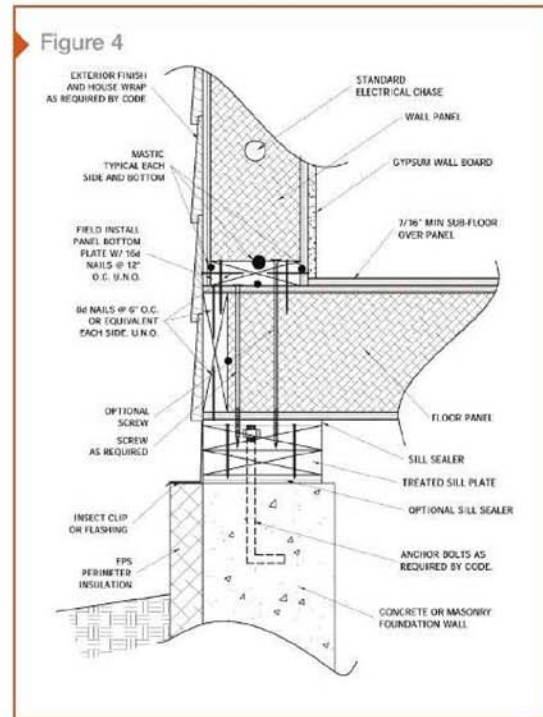 Figure 4
EXTERIOR FINISH
AND HOUSE WRAP
AS REQUIRED BY CODE
MASTIC
TYPICAL EACH
SIDE AND BOTTOM
FIELD INSTALL
PANEL BOTTOM
PLATE W/ 16d
NAILS @ 12"
O.C. U.N.O.
8d NAILS @ 6" O.C.
OR EQUIVALENT
EACH SIDE. U.N.O.
OPTIONAL
SCREW
SCREW
AS REQUIRED
INSECT CLIP
OR FLASHING
EPS
PERIMETER
INSULATION
STANDARD
ELECTRICAL CHASE
WALL PANEL
GYPSUM WALL BOARD
7/16" MIN SUB-FLOOR
OVER PANEL
FLOOR PANEL
SILL SEALER
TREATED SILL PLATE
OPTIONAL SILL SEALER
ANCHOR BOLTS AS
REQUIRED BY CODE.
CONCRETE OR MASONRY
FOUNDATION WALL